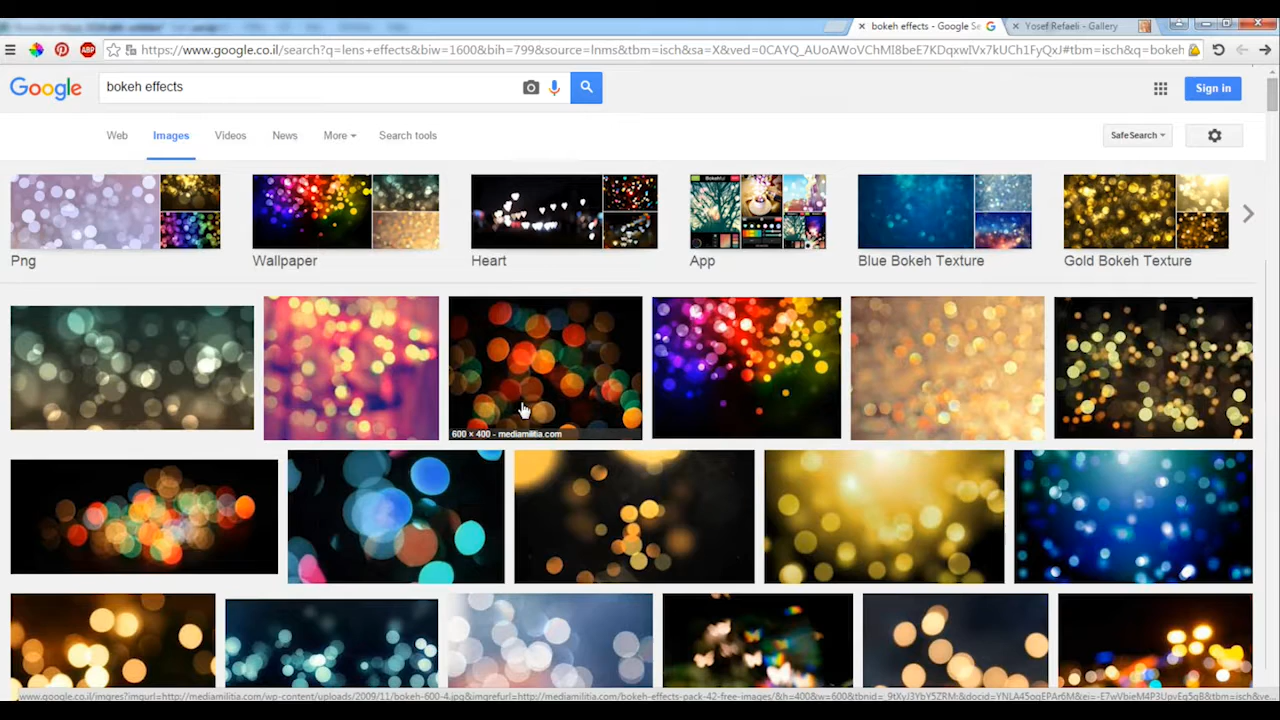 bokeh effects - Google Se
Yosef Refaeli - Gallery
ABP
https://www.google.co.il/search?q=lens+effects&biw=1600&bih=799&source=lnms&tbm=isch&sa=X&ved=0CAYQ_AUoAWoVChMI8beE7KDqxwIVx7kUCh1FyQxJ#tbm=isch&q=bokeh
Google
bokeh effects
Sign in
Web Images Videos News More Search tools
SafeSearch
Png Wallpaper Heart App Blue Bokeh Texture Gold Bokeh Texture
600 × 400 - mediamilitia.com